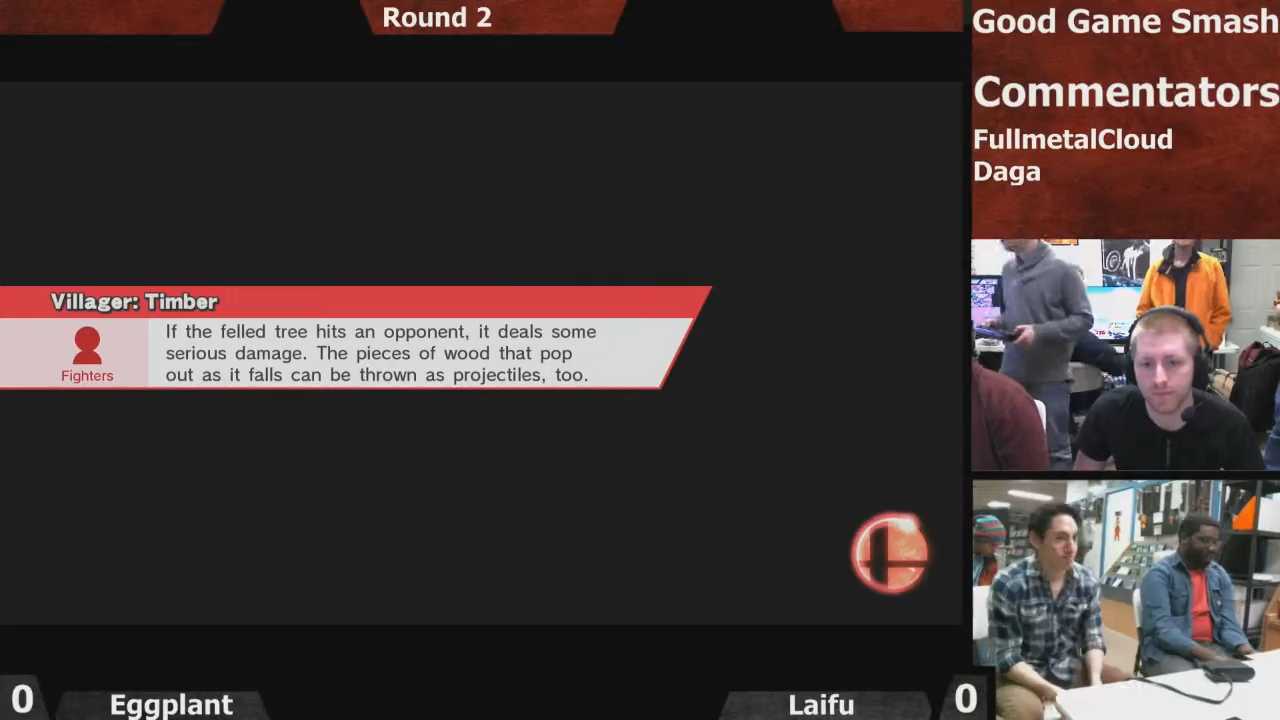 Round 2
Good Game Smash
Commentators
FullmetalCloud
Daga
Villager: Timber
If the felled tree hits an opponent, it deals some
serious damage. The pieces of wood that pop
out as it falls can be thrown as projectiles, too.
Fighters
0
Eggplant
Laifu
0